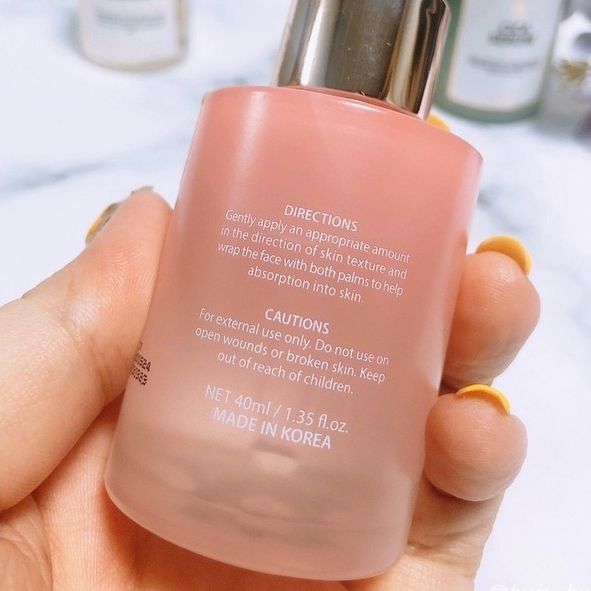 DIRECTIONS
Gently apply an appropriate amount
in the direction of skin texture and
wrap the face with both palms to help
absorption into skin.
CAUTIONS
For external use only. Do not use on
open wounds or broken skin. Keep
out of reach of children.
NET 40ml / 1.35 fl.oz.
MADE IN KOREA